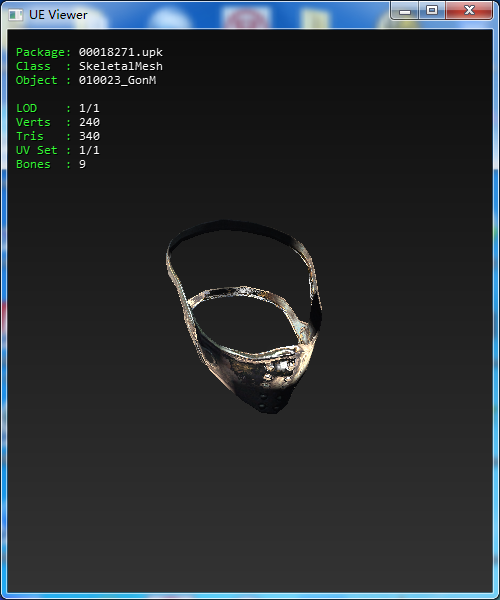 UE Viewer
Package: 00018271.upk
Class : SkeletalMesh
Object : 010023_GonM
LOD : 1/1
Verts : 240
Tris : 340
UV Set : 1/1
Bones : 9